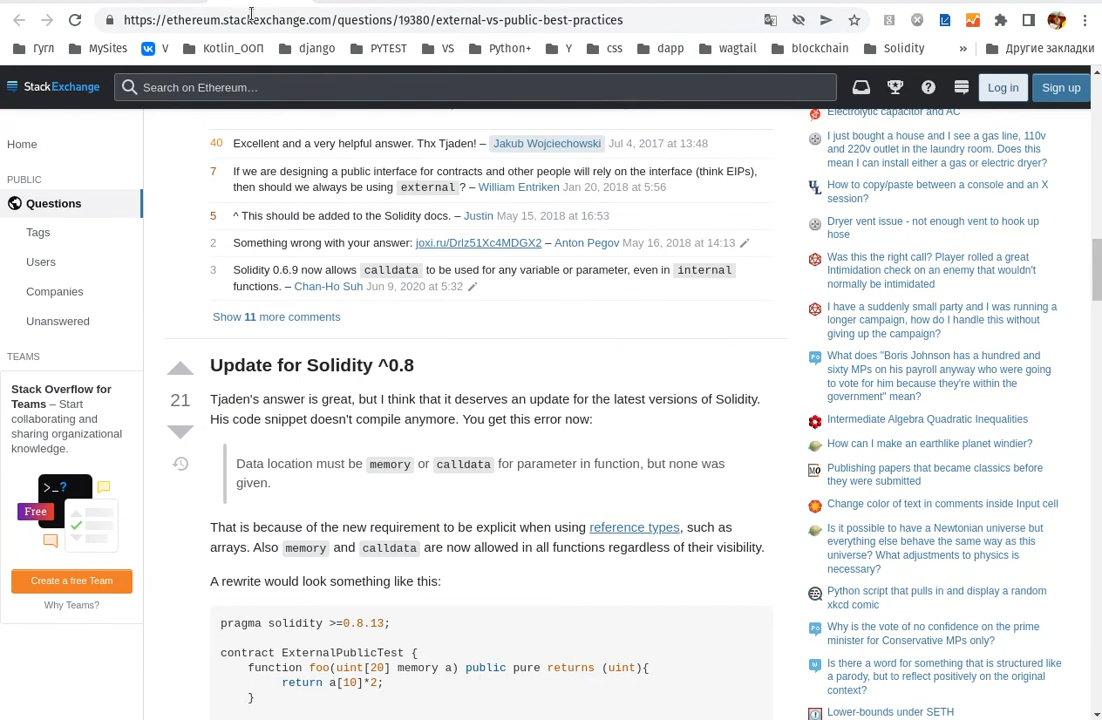 https://ethereum.stackexchange.com/questions/19380/external-vs-public-best-practices
Гугл
MySites
V
Kotlin_ООП
django
PYTEST
VS
Python+
Y
css
dapp
wagtail
blockchain
Solidity
»
Другие закладки
StackExchange
Search on Ethereum…
Log in
Sign up
Home
PUBLIC
Questions
Tags
Users
Companies
Unanswered
TEAMS
Stack Overflow for
Teams – Start
collaborating and
sharing organizational
knowledge.
>_?
Free
Create a free Team
Why Teams?
40 Excellent and a very helpful answer. Thx Tjaden! – Jakub Wojciechowski Jul 4, 2017 at 13:48
7 If we are designing a public interface for contracts and other people will rely on the interface (think EIPs),
then should we always be using external ? – William Entriken Jan 20, 2018 at 5:56
5 ^ This should be added to the Solidity docs. – Justin May 15, 2018 at 16:53
2 Something wrong with your answer: joxi.ru/Drlz51Xc4MDGX2 – Anton Pegov May 16, 2018 at 14:13
3 Solidity 0.6.9 now allows calldata to be used for any variable or parameter, even in internal
functions. – Chan-Ho Suh Jun 9, 2020 at 5:32
Show 11 more comments
21
Update for Solidity ^0.8
Tjaden's answer is great, but I think that it deserves an update for the latest versions of Solidity.
His code snippet doesn't compile anymore. You get this error now:
Data location must be memory or calldata for parameter in function, but none was
given.
That is because of the new requirement to be explicit when using reference types, such as
arrays. Also memory and calldata are now allowed in all functions regardless of their visibility.
A rewrite would look something like this:
pragma solidity >=0.8.13;
contract ExternalPublicTest {
function foo(uint[20] memory a) public pure returns (uint){
return a[10]*2;
}
Electrolytic capacitor and AC
I just bought a house and I see a gas line, 110v
and 220v outlet in the laundry room. Does this
mean I can install either a gas or electric dryer?
How to copy/paste between a console and an X
session?
Dryer vent issue - not enough vent to hook up
hose
Was this the right call? Player rolled a great
Intimidation check on an enemy that wouldn't
normally be intimidated
I have a suddenly small party and I was running a
longer campaign, how do I handle this without
giving up the campaign?
What does "Boris Johnson has a hundred and
sixty MPs on his payroll anyway who were going
to vote for him because they're within the
government" mean?
Intermediate Algebra Quadratic Inequalities
How can I make an earthlike planet windier?
Publishing papers that became classics before
they were submitted
Change color of text in comments inside Input cell
Is it possible to have a Newtonian universe but
everything else behave the same way as this
universe? What adjustments to physics is
necessary?
Python script that pulls in and display a random
xkcd comic
Why is the vote of no confidence on the prime
minister for Conservative MPs only?
Is there a word for something that is structured like
a parody, but to reflect positively on the original
context?
Lower-bounds under SETH